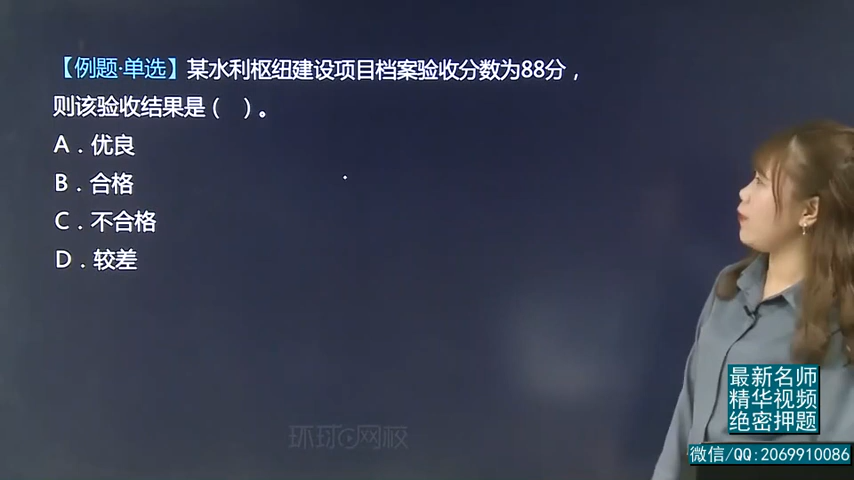 【例题·单选】某水利枢纽建设项目档案验收分数为88分，
则该验收结果是（ ）。
A．优良
B．合格
C．不合格
D．较差
环球网校
最新名师
精华视频
绝密押题
微信/QQ:2069910086